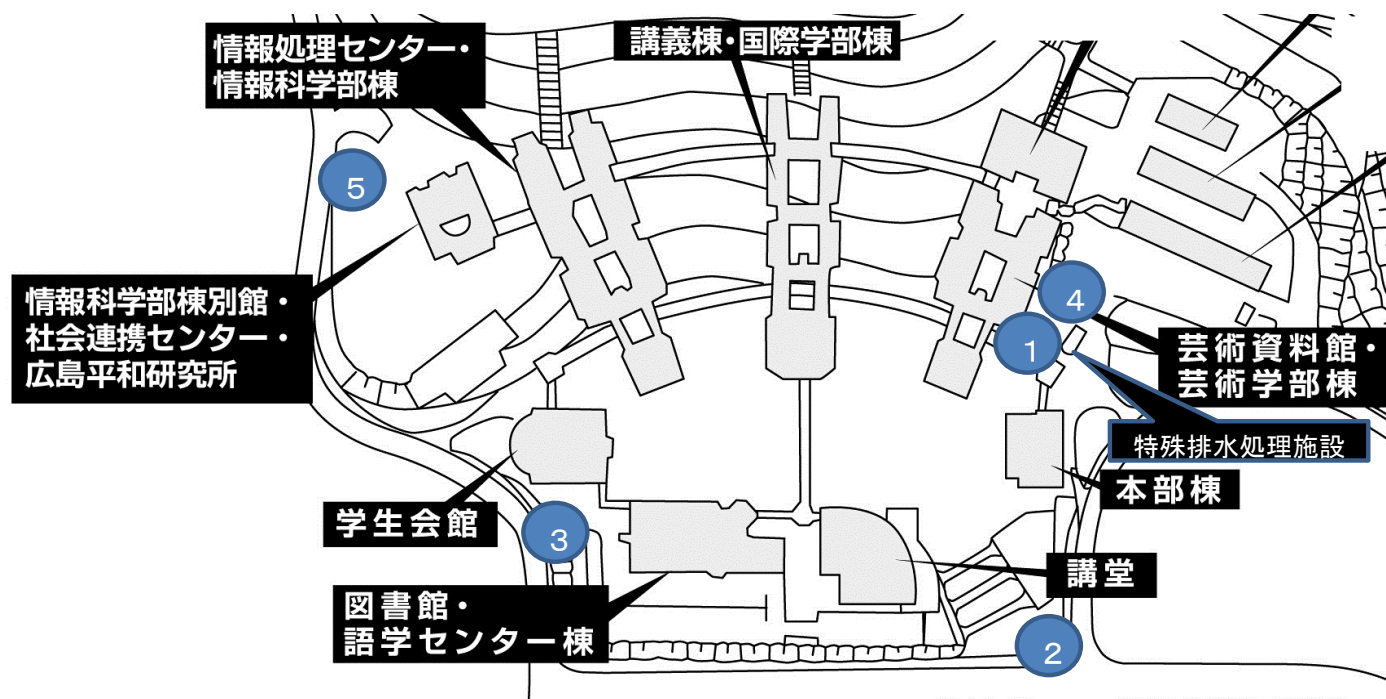 情報処理センター・
情報科学部棟
講義棟・国際学部棟
5
情報科学部棟別館・
社会連携センター・
広島平和研究所
4
1
芸術資料館・
芸術学部棟
特殊排水処理施設
本部棟
学生会館
3
講堂
図書館・
語学センター棟
2